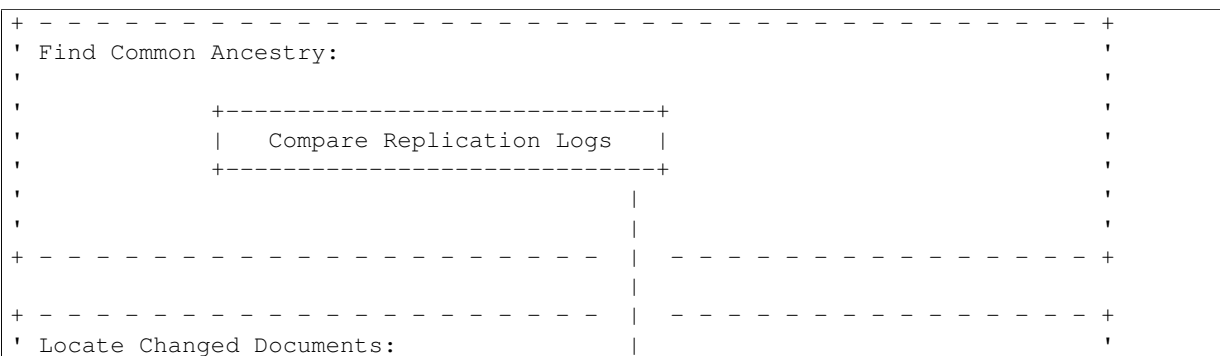 + - - - - - - - - - - - - - - - - - - - - - - - - - - - - - - - - - - - - - +
' Find Common Ancestry:                                                     '
'                                                                           '
'             +------------------------------+                              '
'             |   Compare Replication Logs   |                              '
'             +------------------------------+                              '
'                                          |                                '
'                                          |                                '
+ - - - - - - - - - - - - - - - - - - - -  |  - - - - - - - - - - - - - - - - +
                                           |
+ - - - - - - - - - - - - - - - - - - - -  |  - - - - - - - - - - - - - - - - +
' Locate Changed Documents:                |                                '